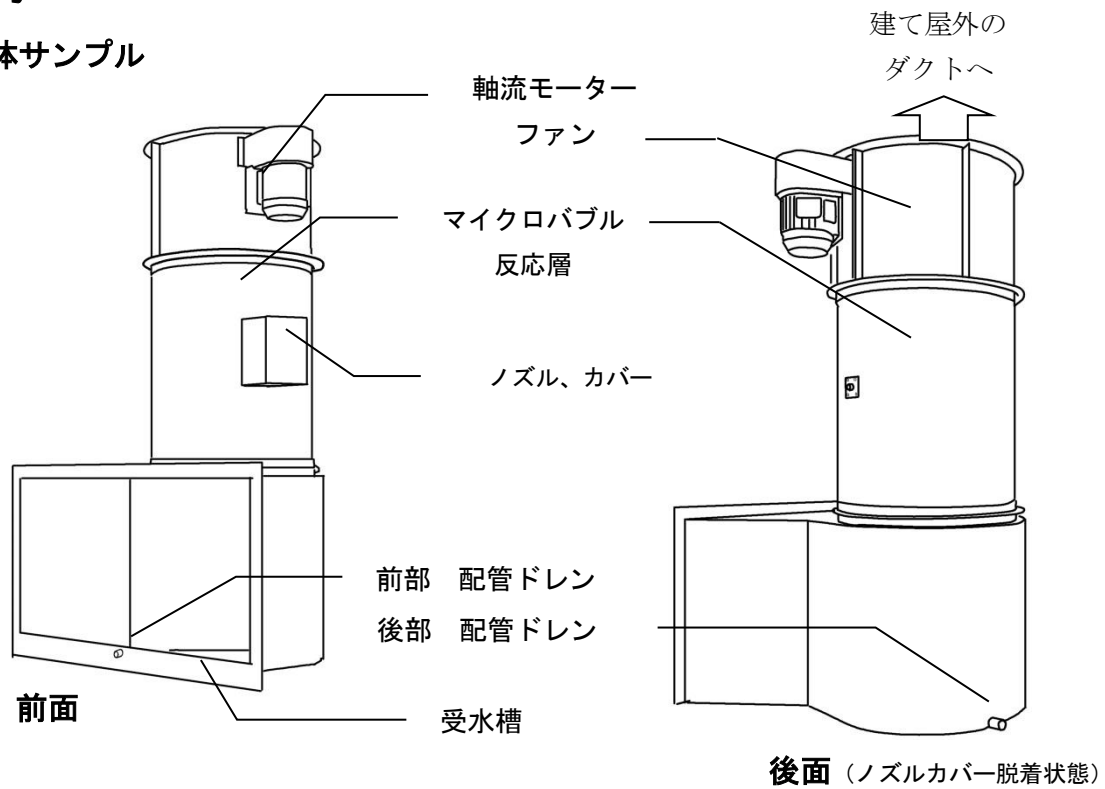 体サンプル
建て屋外の
ダクトへ
軸流モーター
ファン
マイクロバブル
反応層
ノズル、カバー
前部 配管ドレン
後部 配管ドレン
受水槽
前面
後面（ノズルカバー脱着状態）